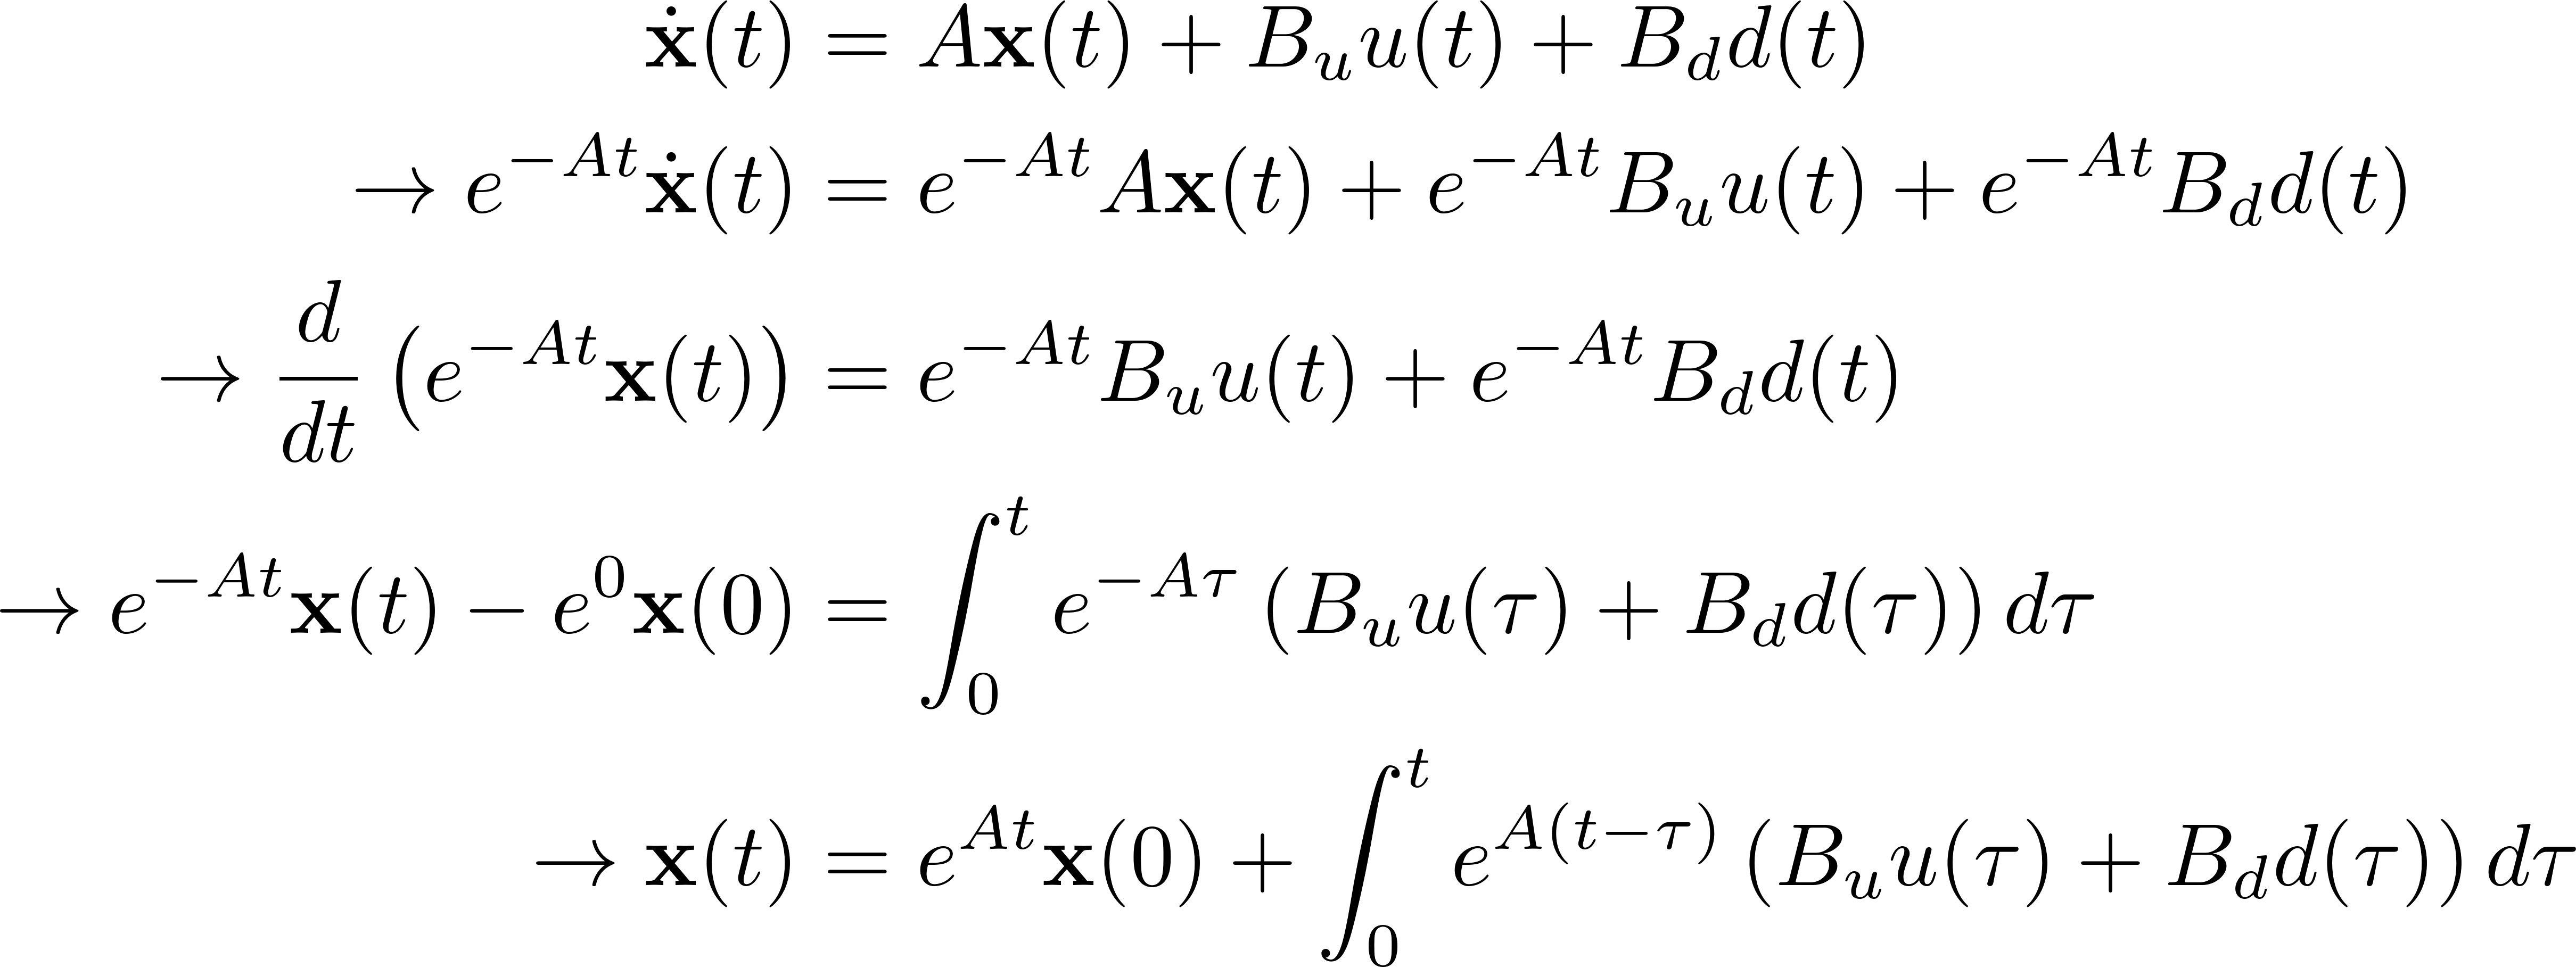 ẋ(t) = Ax(t) + B_u u(t) + B_d d(t)
→ e^{−At} ẋ(t) = e^{−At} Ax(t) + e^{−At} B_u u(t) + e^{−At} B_d d(t)
→ d/dt (e^{−At} x(t)) = e^{−At} B_u u(t) + e^{−At} B_d d(t)
→ e^{−At} x(t) − e^0 x(0) = ∫_0^t e^{−Aτ} (B_u u(τ) + B_d d(τ)) dτ
→ x(t) = e^{At} x(0) + ∫_0^t e^{A(t−τ)} (B_u u(τ) + B_d d(τ)) dτ